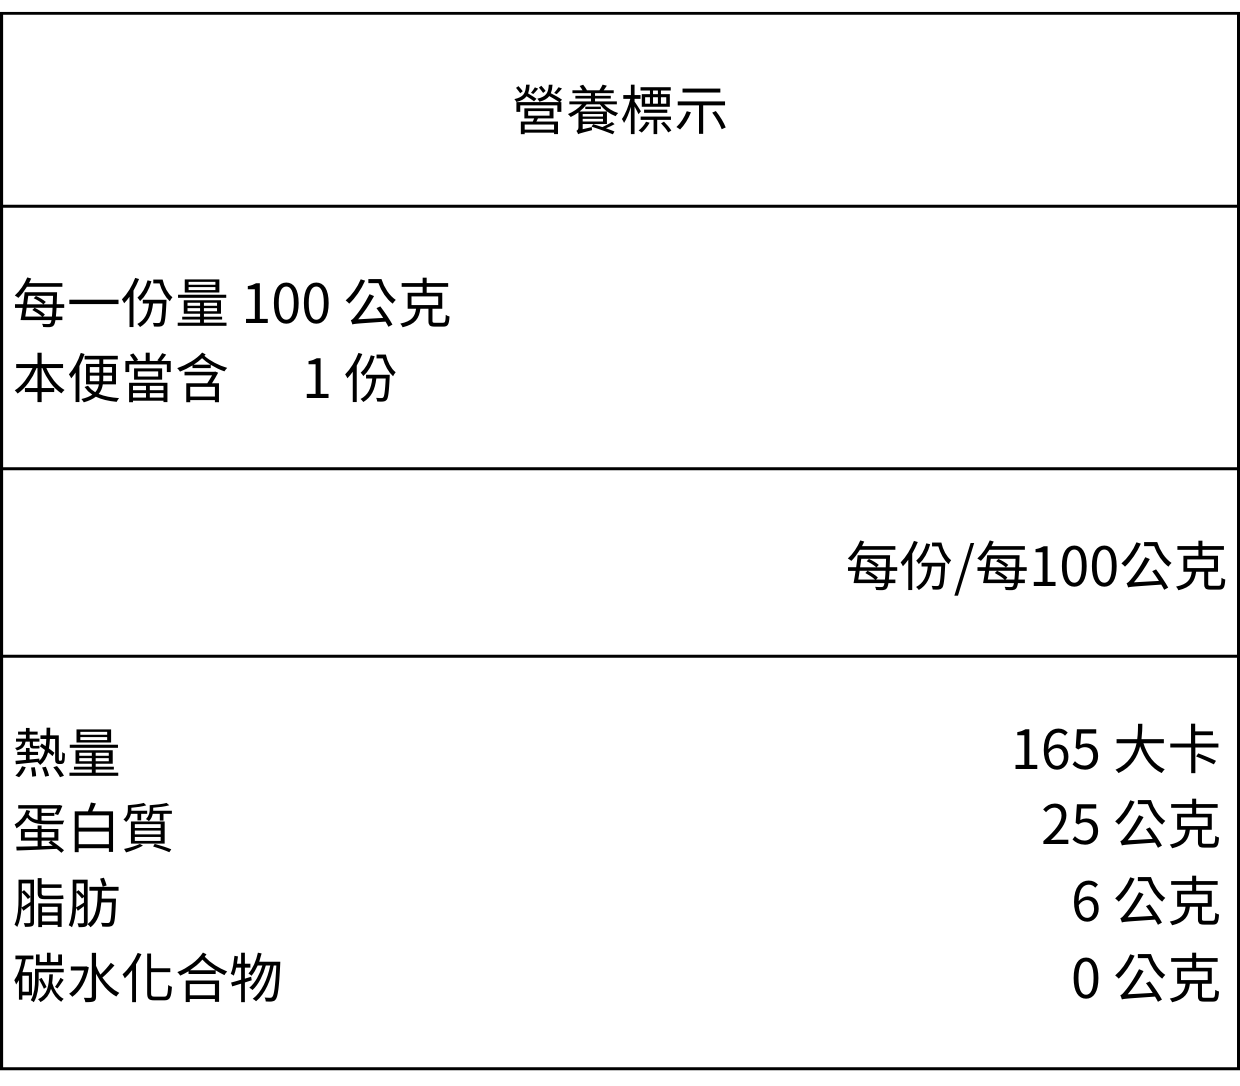 營養標示
每一份量 100 公克
本便當含 1 份
每份/每100公克
熱量 165 大卡
蛋白質 25 公克
脂肪 6 公克
碳水化合物 0 公克